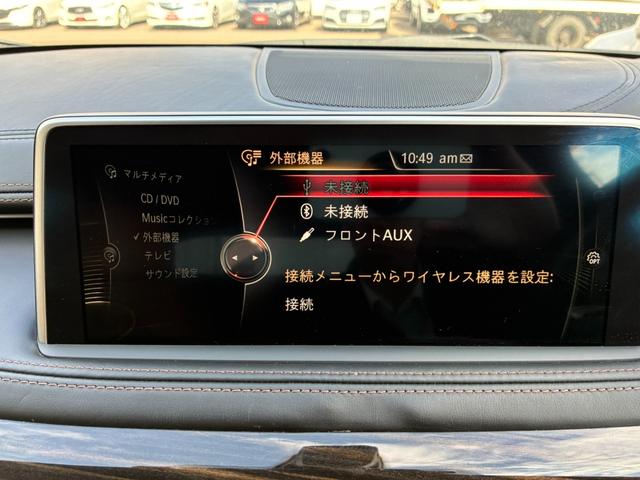 外部機器
10:49 am
マルチメディア
CD / DVD
Musicコレクション
外部機器
テレビ
サウンド設定
未接続
未接続
フロントAUX
接続メニューからワイヤレス機器を設定:
接続
OPT